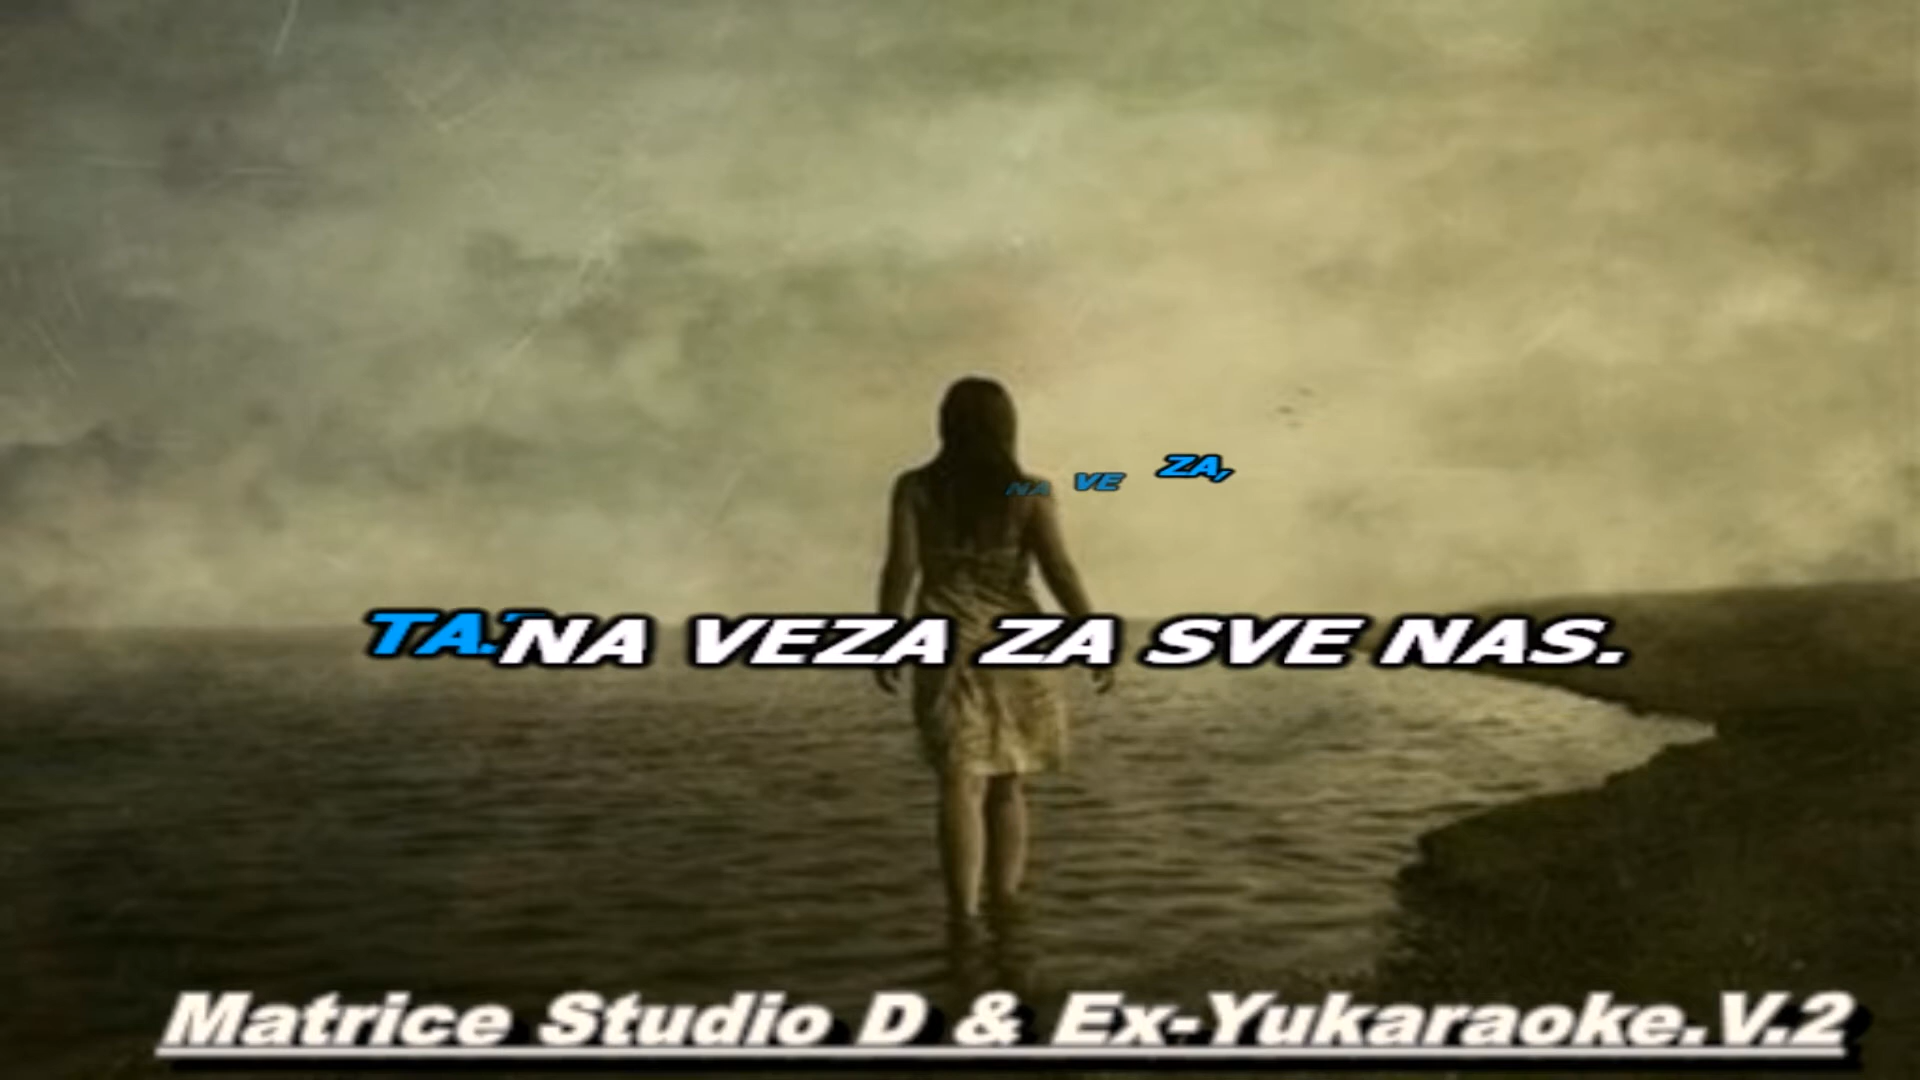 NA VE ZA,
TA. NA VEZA ZA SVE NAS.
Matrice Studio D & Ex-Yukaraoke.V.2